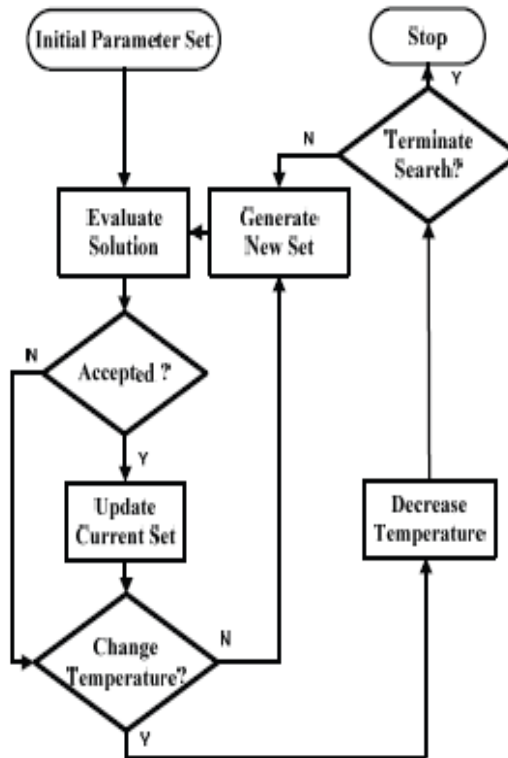 Initial Parameter Set
Stop
Y
N
Terminate
Search?
Evaluate
Solution
Generate
New Set
N
Accepted ?
Y
Update
Current Set
Decrease
Temperature
Change
Temperature?
N
Y